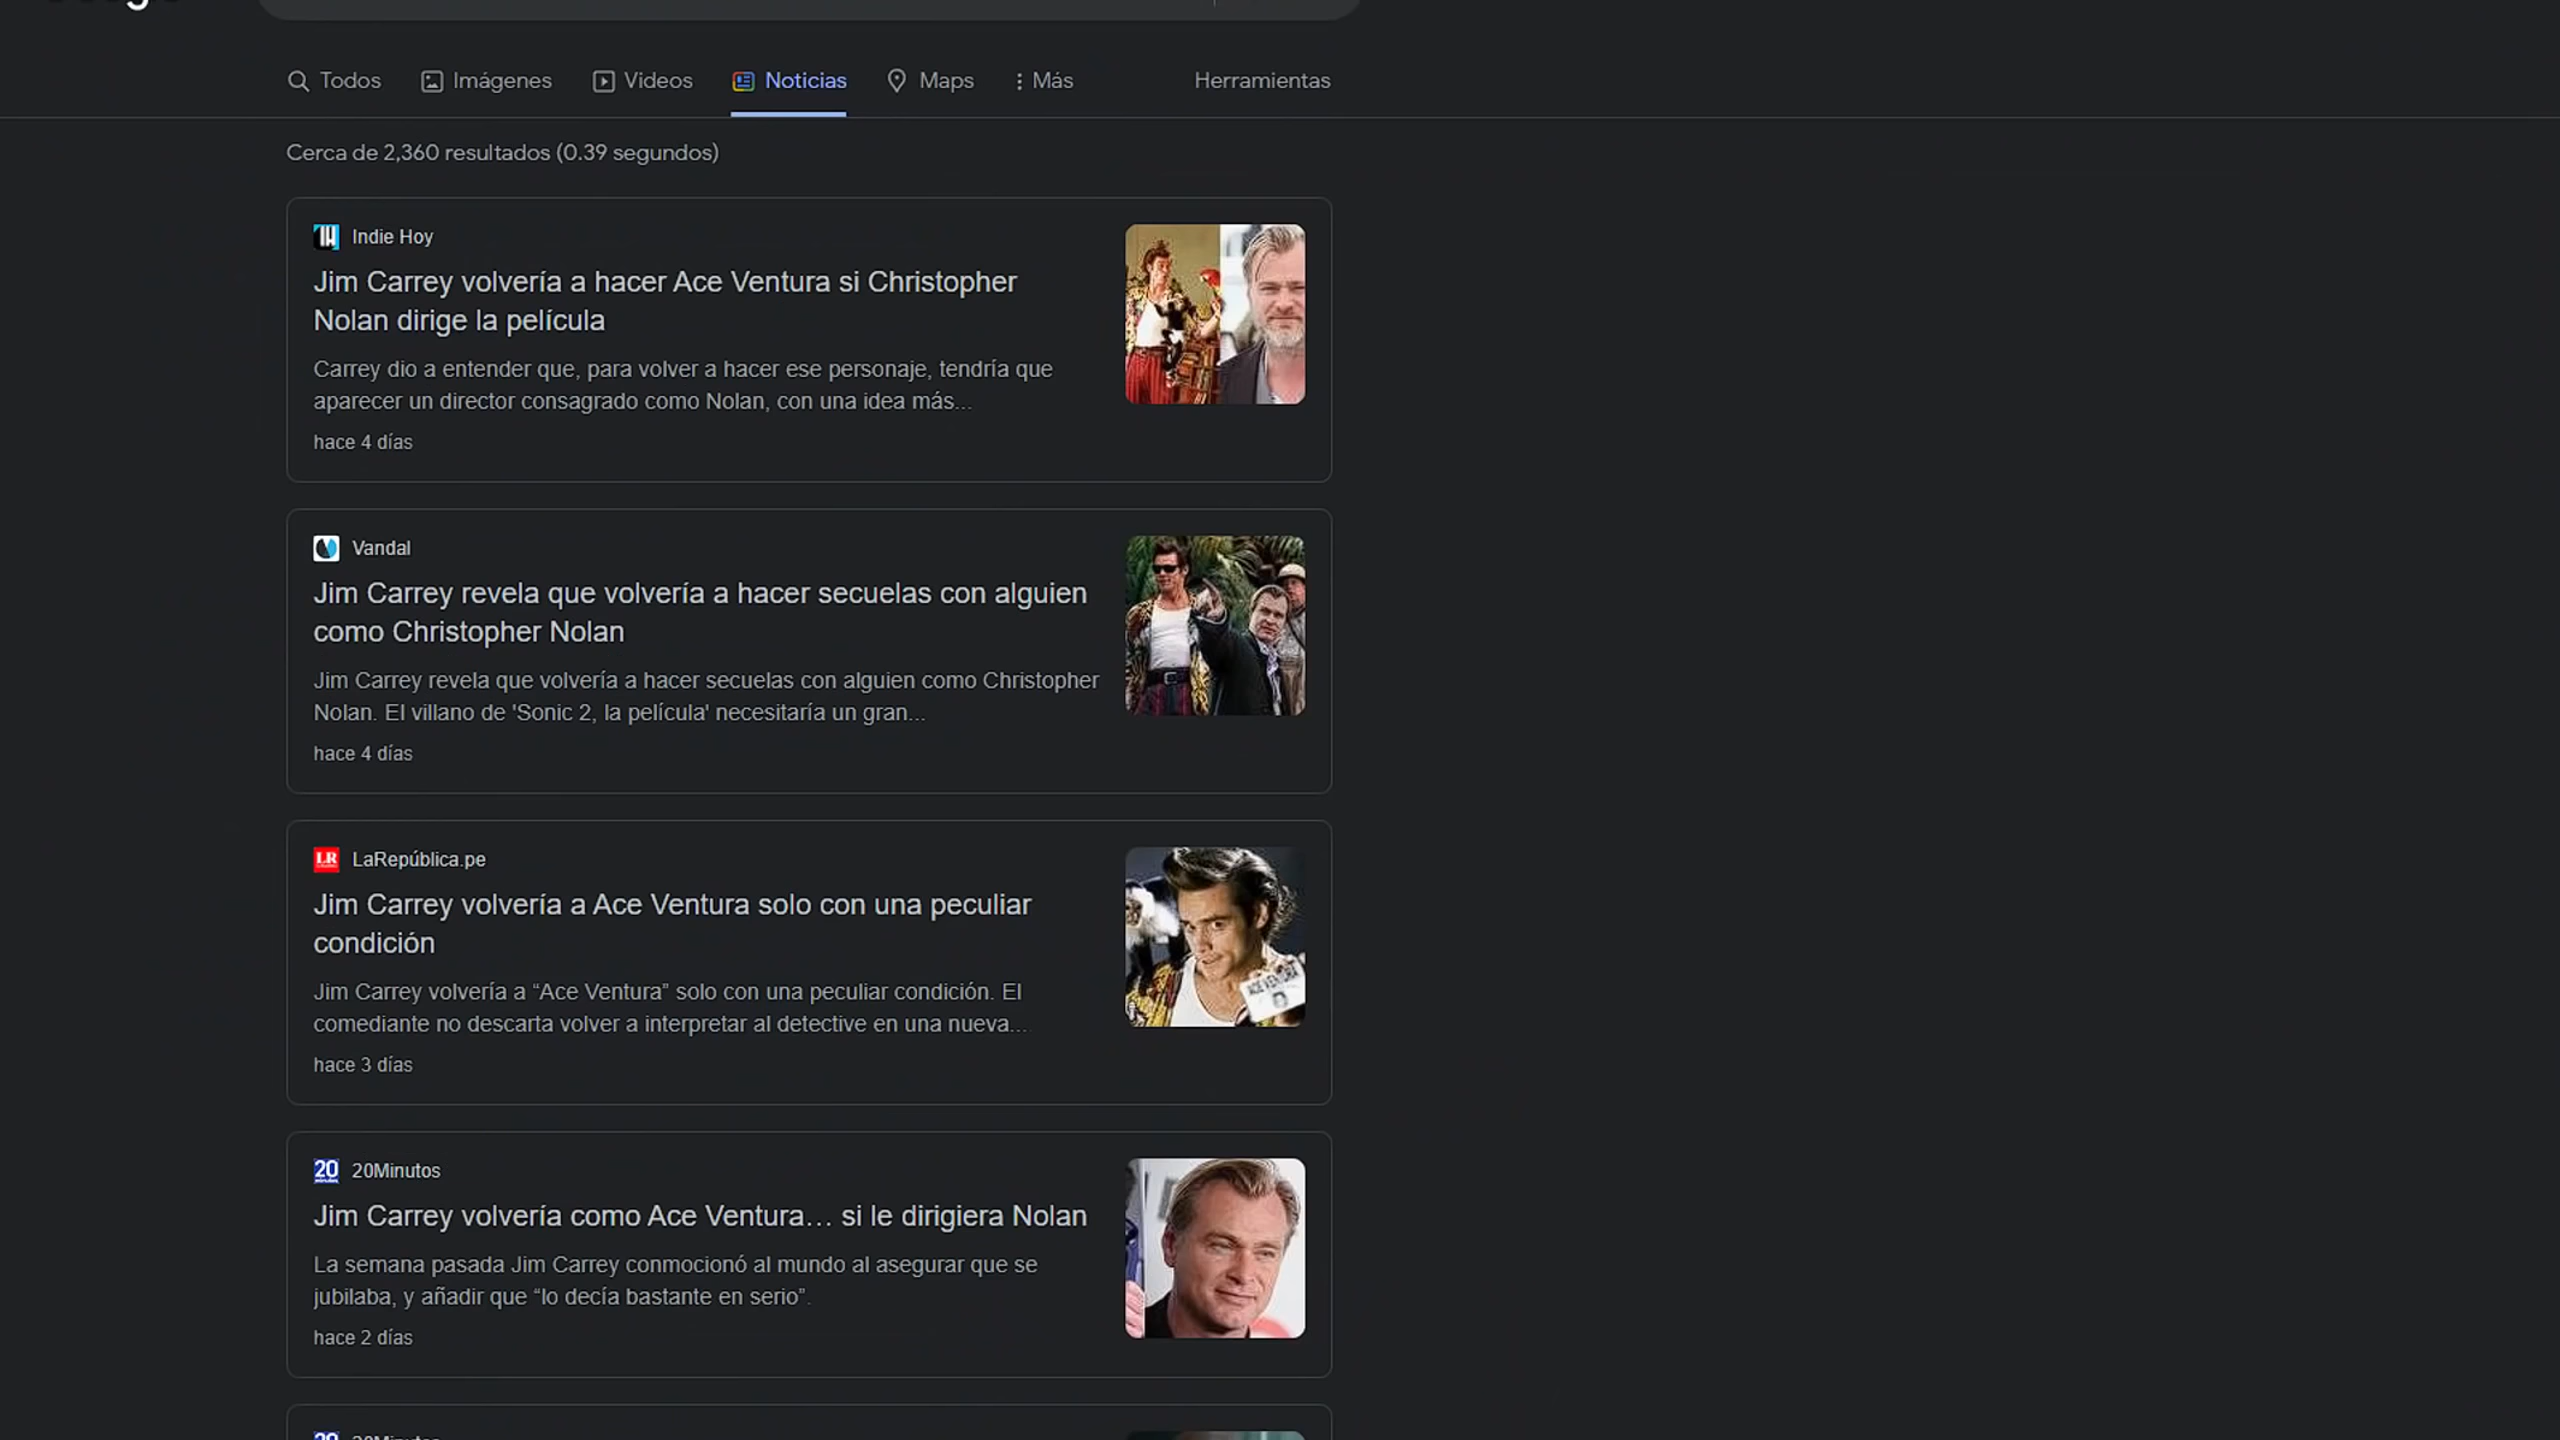 Todos
Imágenes
Videos
Noticias
Maps
Más
Herramientas
Cerca de 2,360 resultados (0.39 segundos)
Indie Hoy
Jim Carrey volvería a hacer Ace Ventura si Christopher
Nolan dirige la película
Carrey dio a entender que, para volver a hacer ese personaje, tendría que
aparecer un director consagrado como Nolan, con una idea más...
hace 4 días
Vandal
Jim Carrey revela que volvería a hacer secuelas con alguien
como Christopher Nolan
Jim Carrey revela que volvería a hacer secuelas con alguien como Christopher
Nolan. El villano de 'Sonic 2, la película' necesitaría un gran...
hace 4 días
LR
LaRepública.pe
Jim Carrey volvería a Ace Ventura solo con una peculiar
condición
Jim Carrey volvería a “Ace Ventura” solo con una peculiar condición. El
comediante no descarta volver a interpretar al detective en una nueva...
ACE VENTURA
hace 3 días
20
20Minutos
Jim Carrey volvería como Ace Ventura… si le dirigiera Nolan
La semana pasada Jim Carrey conmocionó al mundo al asegurar que se
jubilaba, y añadir que “lo decía bastante en serio”.
hace 2 días